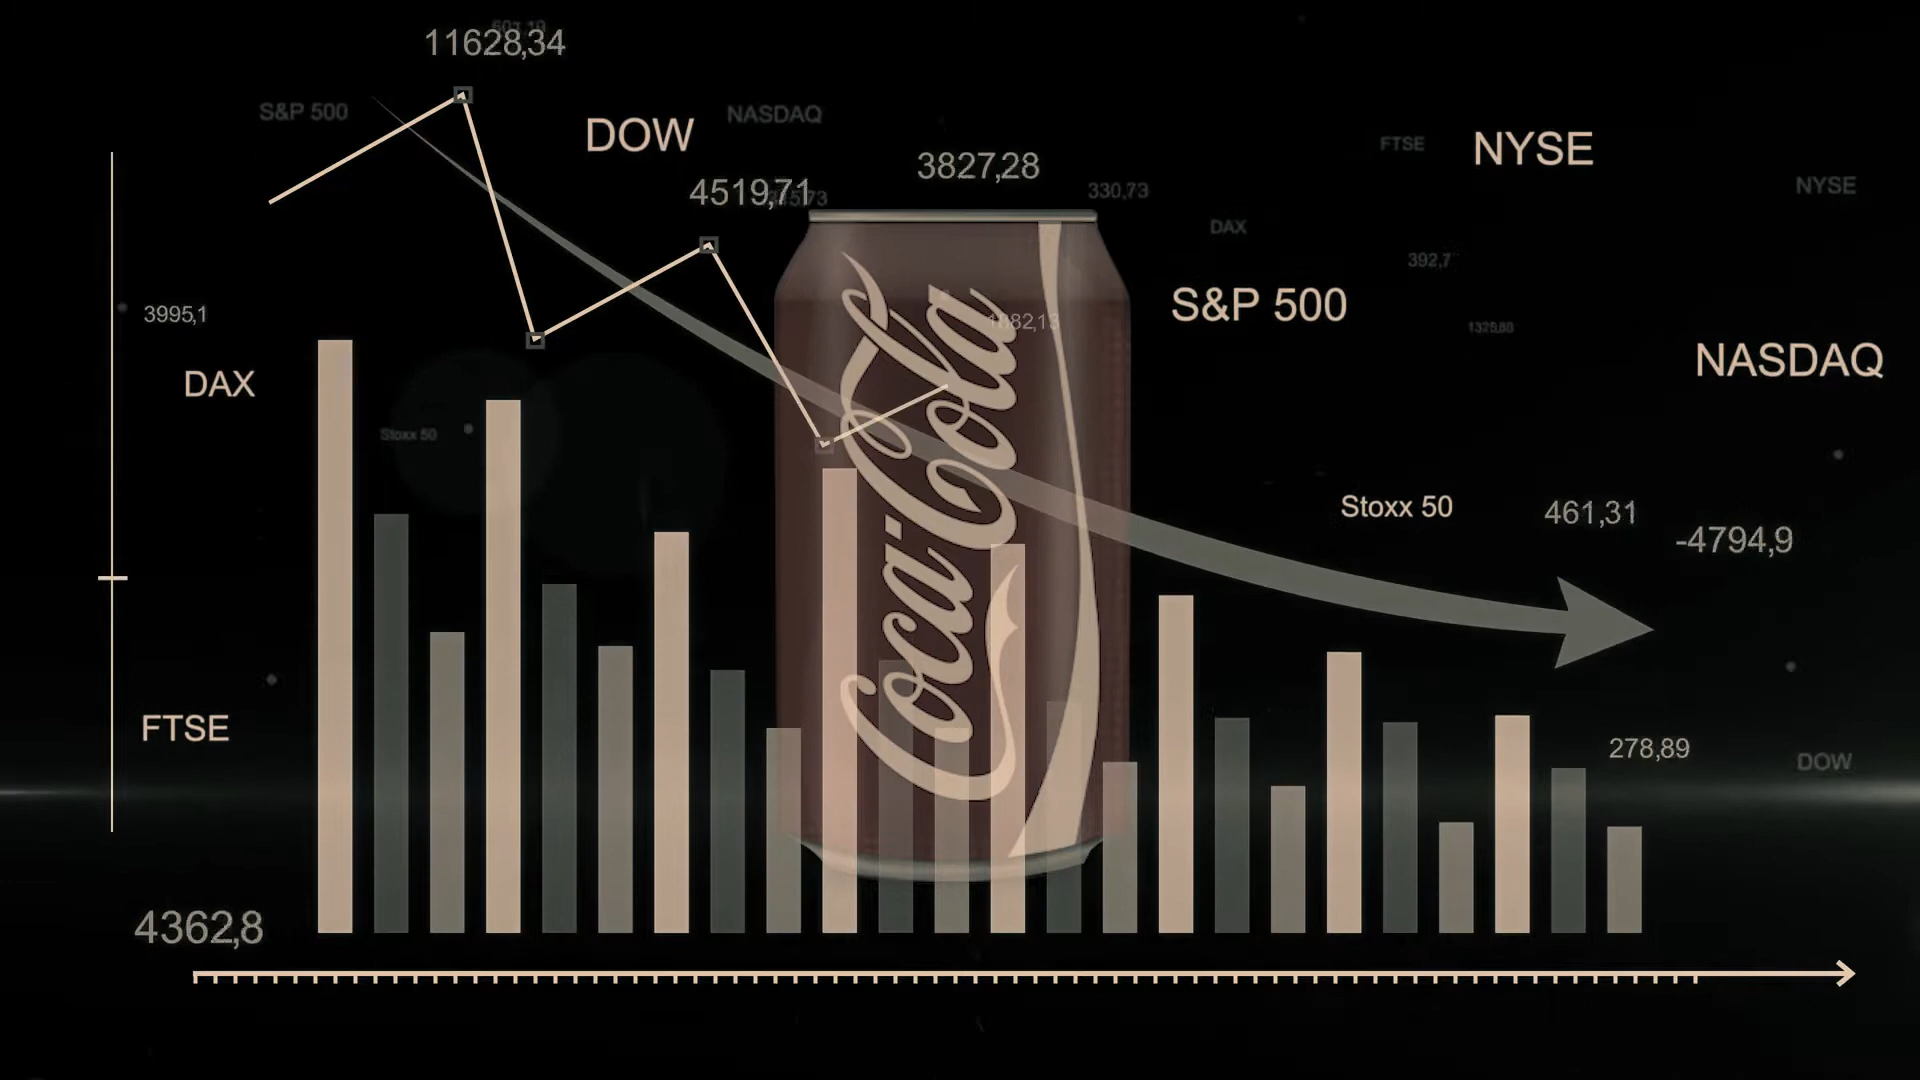 11628,34
S&P 500
DOW
NASDAQ
NYSE
FTSE
3827,28
4519,71
330,73
NYSE
DAX
392,7
3995,1
S&P 500
1325,80
NASDAQ
DAX
Stoxx 50
Coca-Cola
Stoxx 50
461,31
-4794,9
FTSE
278,89
DOW
4362,8